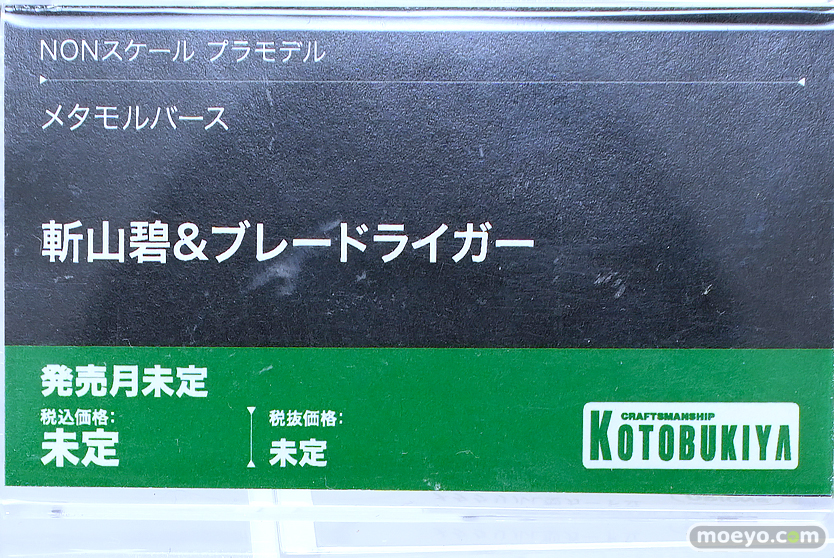 NONスケール プラモデル
メタモルバース
斬山碧&ブレードライガー
発売月未定
税込価格:
未定
税抜価格:
未定
CRAFTSMANSHIP
KOTOBUKIYA
moeyo.com